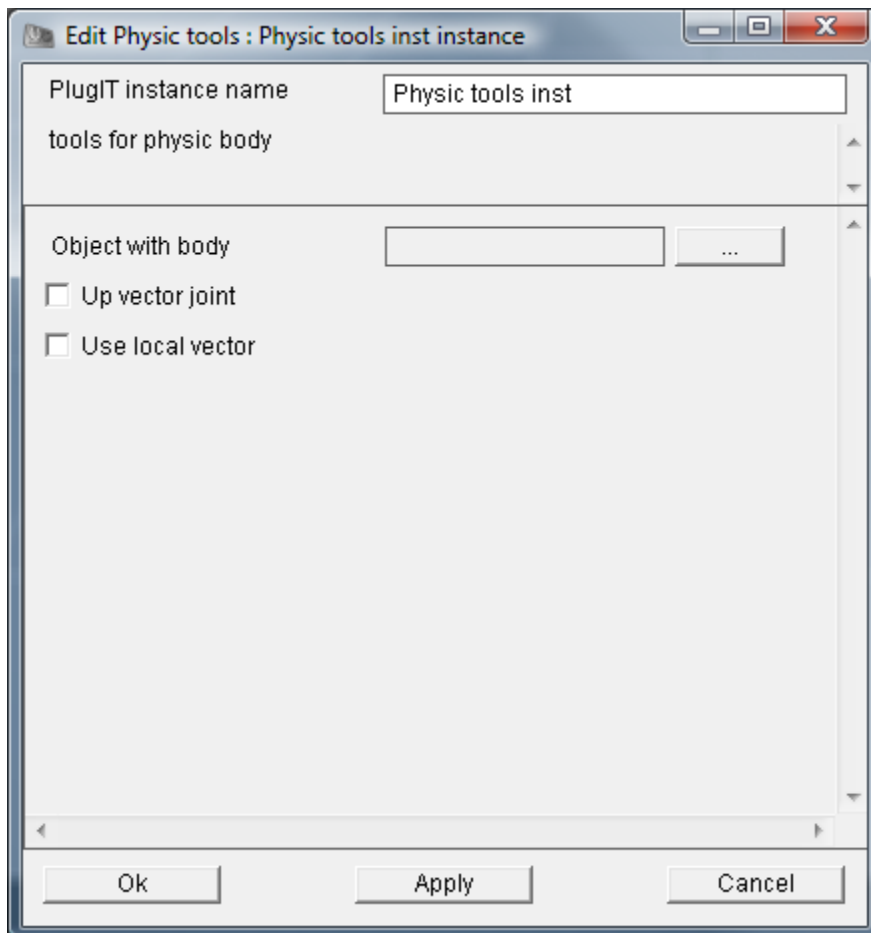 Edit Physic tools : Physic tools inst instance
PlugIT instance name
Physic tools inst
tools for physic body
Object with body
...
Up vector joint
Use local vector
Ok
Apply
Cancel